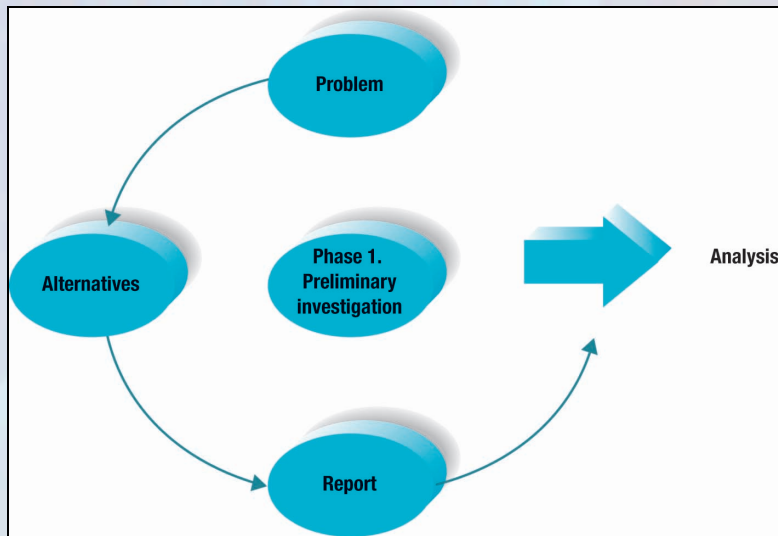 Problem
Alternatives
Phase 1.
Preliminary
investigation
Analysis
Report